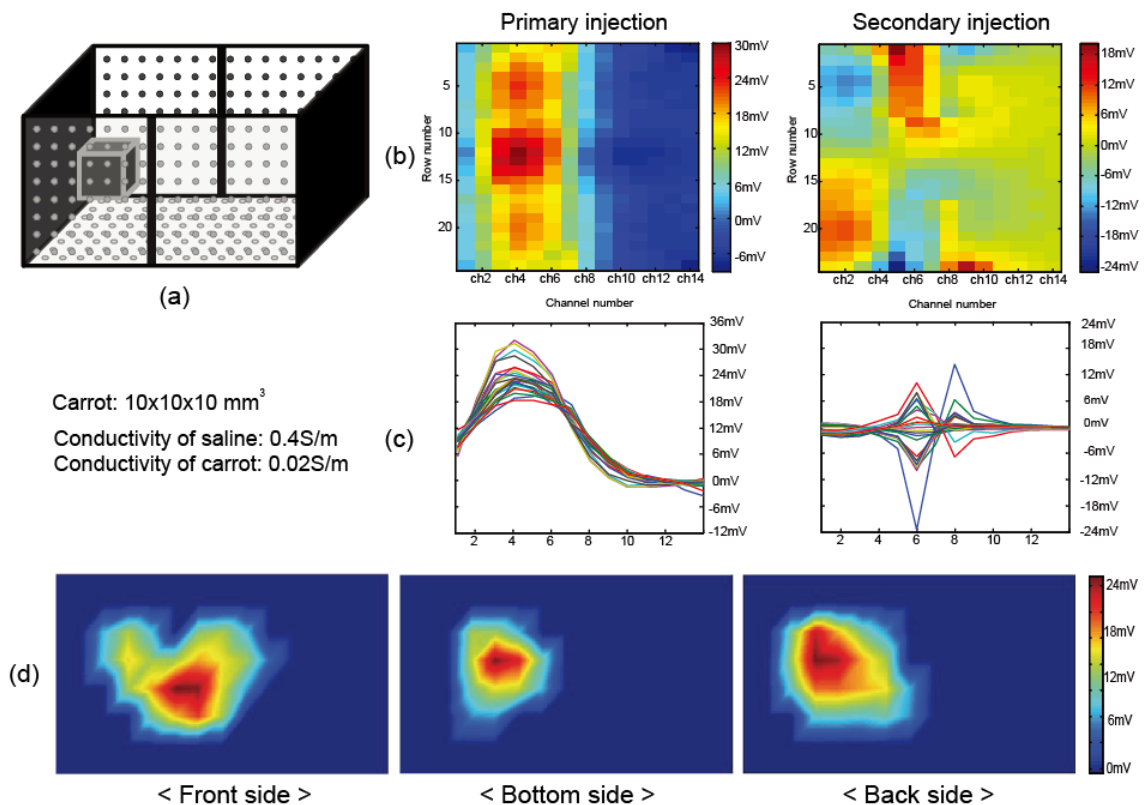 Primary injection
Secondary injection
(a)
(b)
Row number
5
10
15
20
ch2 ch4 ch6 ch8 ch10 ch12 ch14
30mV
24mV
18mV
12mV
6mV
0mV
-6mV
Row number
5
10
15
20
ch2 ch4 ch6 ch8 ch10 ch12 ch14
18mV
12mV
6mV
0mV
-6mV
-12mV
-18mV
-24mV
Channel number
Channel number
Carrot: 10x10x10 mm³
Conductivity of saline: 0.4S/m
Conductivity of carrot: 0.02S/m
(c)
36mV
30mV
24mV
18mV
12mV
6mV
0mV
-6mV
-12mV
2 4 6 8 10 12
24mV
18mV
12mV
6mV
0mV
-6mV
-12mV
-18mV
-24mV
2 4 6 8 10 12
(d)
24mV
18mV
12mV
6mV
0mV
< Front side >
< Bottom side >
< Back side >